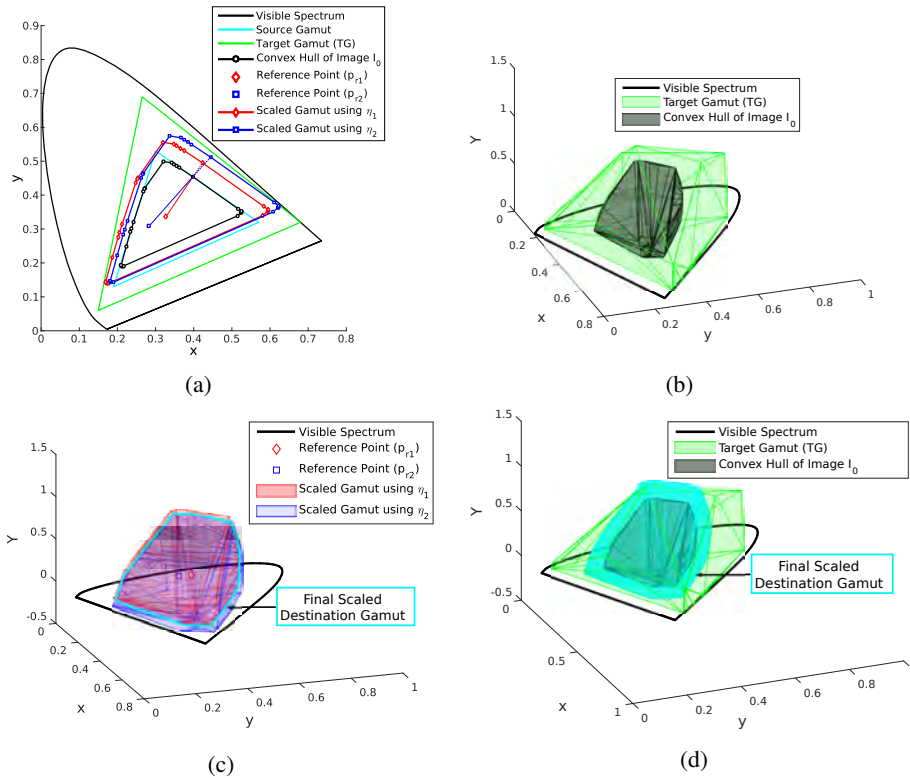 0.9
0.8
0.7
0.6
0.5
0.4
0.3
0.2
0.1
0
y
0 0.1 0.2 0.3 0.4 0.5 0.6 0.7 0.8
x
Visible Spectrum
Source Gamut
Target Gamut (TG)
Convex Hull of Image I₀
Reference Point (pᵣ₁)
Reference Point (pᵣ₂)
Scaled Gamut using η₁
Scaled Gamut using η₂
(a)
1.5
1
0.5
0
Y
0.2
0.4
0.6
0.8
x
0 0.2 0.4 0.6 0.8 1
y
Visible Spectrum
Target Gamut (TG)
Convex Hull of Image I₀
(b)
1.5
1
0.5
0
-0.5
Y
0
0.2
0.4
0.6
0.8
x
0 0.2 0.4 0.6 0.8 1
y
Visible Spectrum
Reference Point (pᵣ₁)
Reference Point (pᵣ₂)
Scaled Gamut using η₁
Scaled Gamut using η₂
Final Scaled
Destination Gamut
(c)
1.5
1
0.5
0
-0.5
Y
0
0.5
1
x
0 0.2 0.4 0.6 0.8
y
Visible Spectrum
Target Gamut (TG)
Convex Hull of Image I₀
Final Scaled
Destination Gamut
(d)